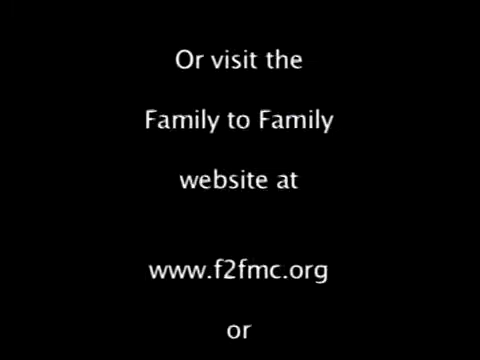 Or visit the
Family to Family
website at
www.f2fmc.org
or